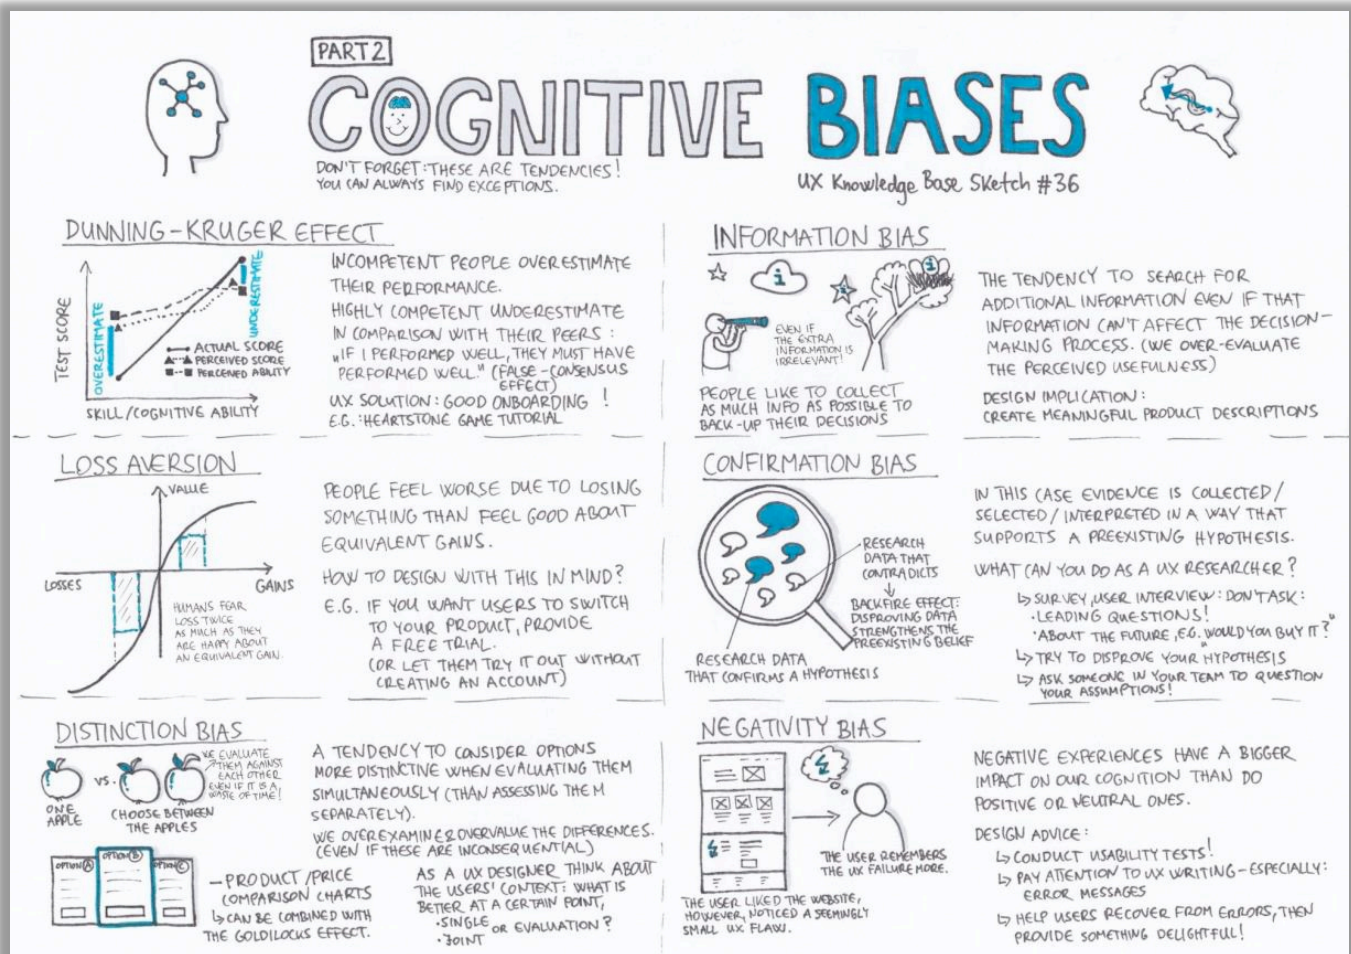 PART 2
COGNITIVE BIASES
DON'T FORGET: THESE ARE TENDENCIES!
YOU CAN ALWAYS FIND EXCEPTIONS.
UX Knowledge Base Sketch #36
DUNNING-KRUGER EFFECT
TEST SCORE
OVERESTIMATE
UNDERESTIMATE
ACTUAL SCORE
PERCEIVED SCORE
PERCEIVED ABILITY
SKILL/COGNITIVE ABILITY
INCOMPETENT PEOPLE OVERESTIMATE
THEIR PERFORMANCE.
HIGHLY COMPETENT UNDERESTIMATE
IN COMPARISON WITH THEIR PEERS:
„IF I PERFORMED WELL, THEY MUST HAVE
PERFORMED WELL." (FALSE-CONSENSUS
EFFECT)
UX SOLUTION: GOOD ONBOARDING!
E.G.: HEARTSTONE GAME TUTORIAL
INFORMATION BIAS
i
i
i
EVEN IF
THE EXTRA
INFORMATION IS
IRRELEVANT!
PEOPLE LIKE TO COLLECT
AS MUCH INFO AS POSSIBLE TO
BACK-UP THEIR DECISIONS
THE TENDENCY TO SEARCH FOR
ADDITIONAL INFORMATION EVEN IF THAT
INFORMATION CAN'T AFFECT THE DECISION-
MAKING PROCESS. (WE OVER-EVALUATE
THE PERCEIVED USEFULNESS)
DESIGN IMPLICATION:
CREATE MEANINGFUL PRODUCT DESCRIPTIONS
LOSS AVERSION
VALUE
LOSSES
GAINS
HUMANS FEAR
LOSS TWICE
AS MUCH AS THEY
ARE HAPPY ABOUT
AN EQUIVALENT GAIN.
PEOPLE FEEL WORSE DUE TO LOSING
SOMETHING THAN FEEL GOOD ABOUT
EQUIVALENT GAINS.
HOW TO DESIGN WITH THIS IN MIND?
E.G. IF YOU WANT USERS TO SWITCH
TO YOUR PRODUCT, PROVIDE
A FREE TRIAL.
(OR LET THEM TRY IT OUT WITHOUT
CREATING AN ACCOUNT)
CONFIRMATION BIAS
RESEARCH
DATA THAT
CONTRADICTS
BACKFIRE EFFECT:
DISPROVING DATA
STRENGTHENS THE
PREEXISTING BELIEF
RESEARCH DATA
THAT CONFIRMS A HYPOTHESIS
IN THIS CASE EVIDENCE IS COLLECTED/
SELECTED/INTERPRETED IN A WAY THAT
SUPPORTS A PREEXISTING HYPOTHESIS.
WHAT CAN YOU DO AS A UX RESEARCHER?
SURVEY, USER INTERVIEW: DON'T ASK:
• LEADING QUESTIONS!
• ABOUT THE FUTURE, E.G. „WOULD YOU BUY IT?"
TRY TO DISPROVE YOUR HYPOTHESIS
ASK SOMEONE IN YOUR TEAM TO QUESTION
YOUR ASSUMPTIONS!
DISTINCTION BIAS
ONE
APPLE
VS.
CHOOSE BETWEEN
THE APPLES
WE EVALUATE
THEM AGAINST
EACH OTHER
EVEN IF IT IS A
WASTE OF TIME!
OPTION A
OPTION B
OPTION C
– PRODUCT/PRICE
COMPARISON CHARTS
CAN BE COMBINED WITH
THE GOLDILOCKS EFFECT.
A TENDENCY TO CONSIDER OPTIONS
MORE DISTINCTIVE WHEN EVALUATING THEM
SIMULTANEOUSLY (THAN ASSESSING THEM
SEPARATELY).
WE OVEREXAMINE & OVERVALUE THE DIFFERENCES.
(EVEN IF THESE ARE INCONSEQUENTIAL)
AS A UX DESIGNER THINK ABOUT
THE USERS' CONTEXT: WHAT IS
BETTER AT A CERTAIN POINT,
• SINGLE OR EVALUATION?
• JOINT
NEGATIVITY BIAS
THE USER REMEMBERS
THE UX FAILURE MORE.
THE USER LIKED THE WEBSITE,
HOWEVER, NOTICED A SEEMINGLY
SMALL UX FLAW.
NEGATIVE EXPERIENCES HAVE A BIGGER
IMPACT ON OUR COGNITION THAN DO
POSITIVE OR NEUTRAL ONES.
DESIGN ADVICE:
CONDUCT USABILITY TESTS!
PAY ATTENTION TO UX WRITING – ESPECIALLY:
ERROR MESSAGES
HELP USERS RECOVER FROM ERRORS, THEN
PROVIDE SOMETHING DELIGHTFUL!